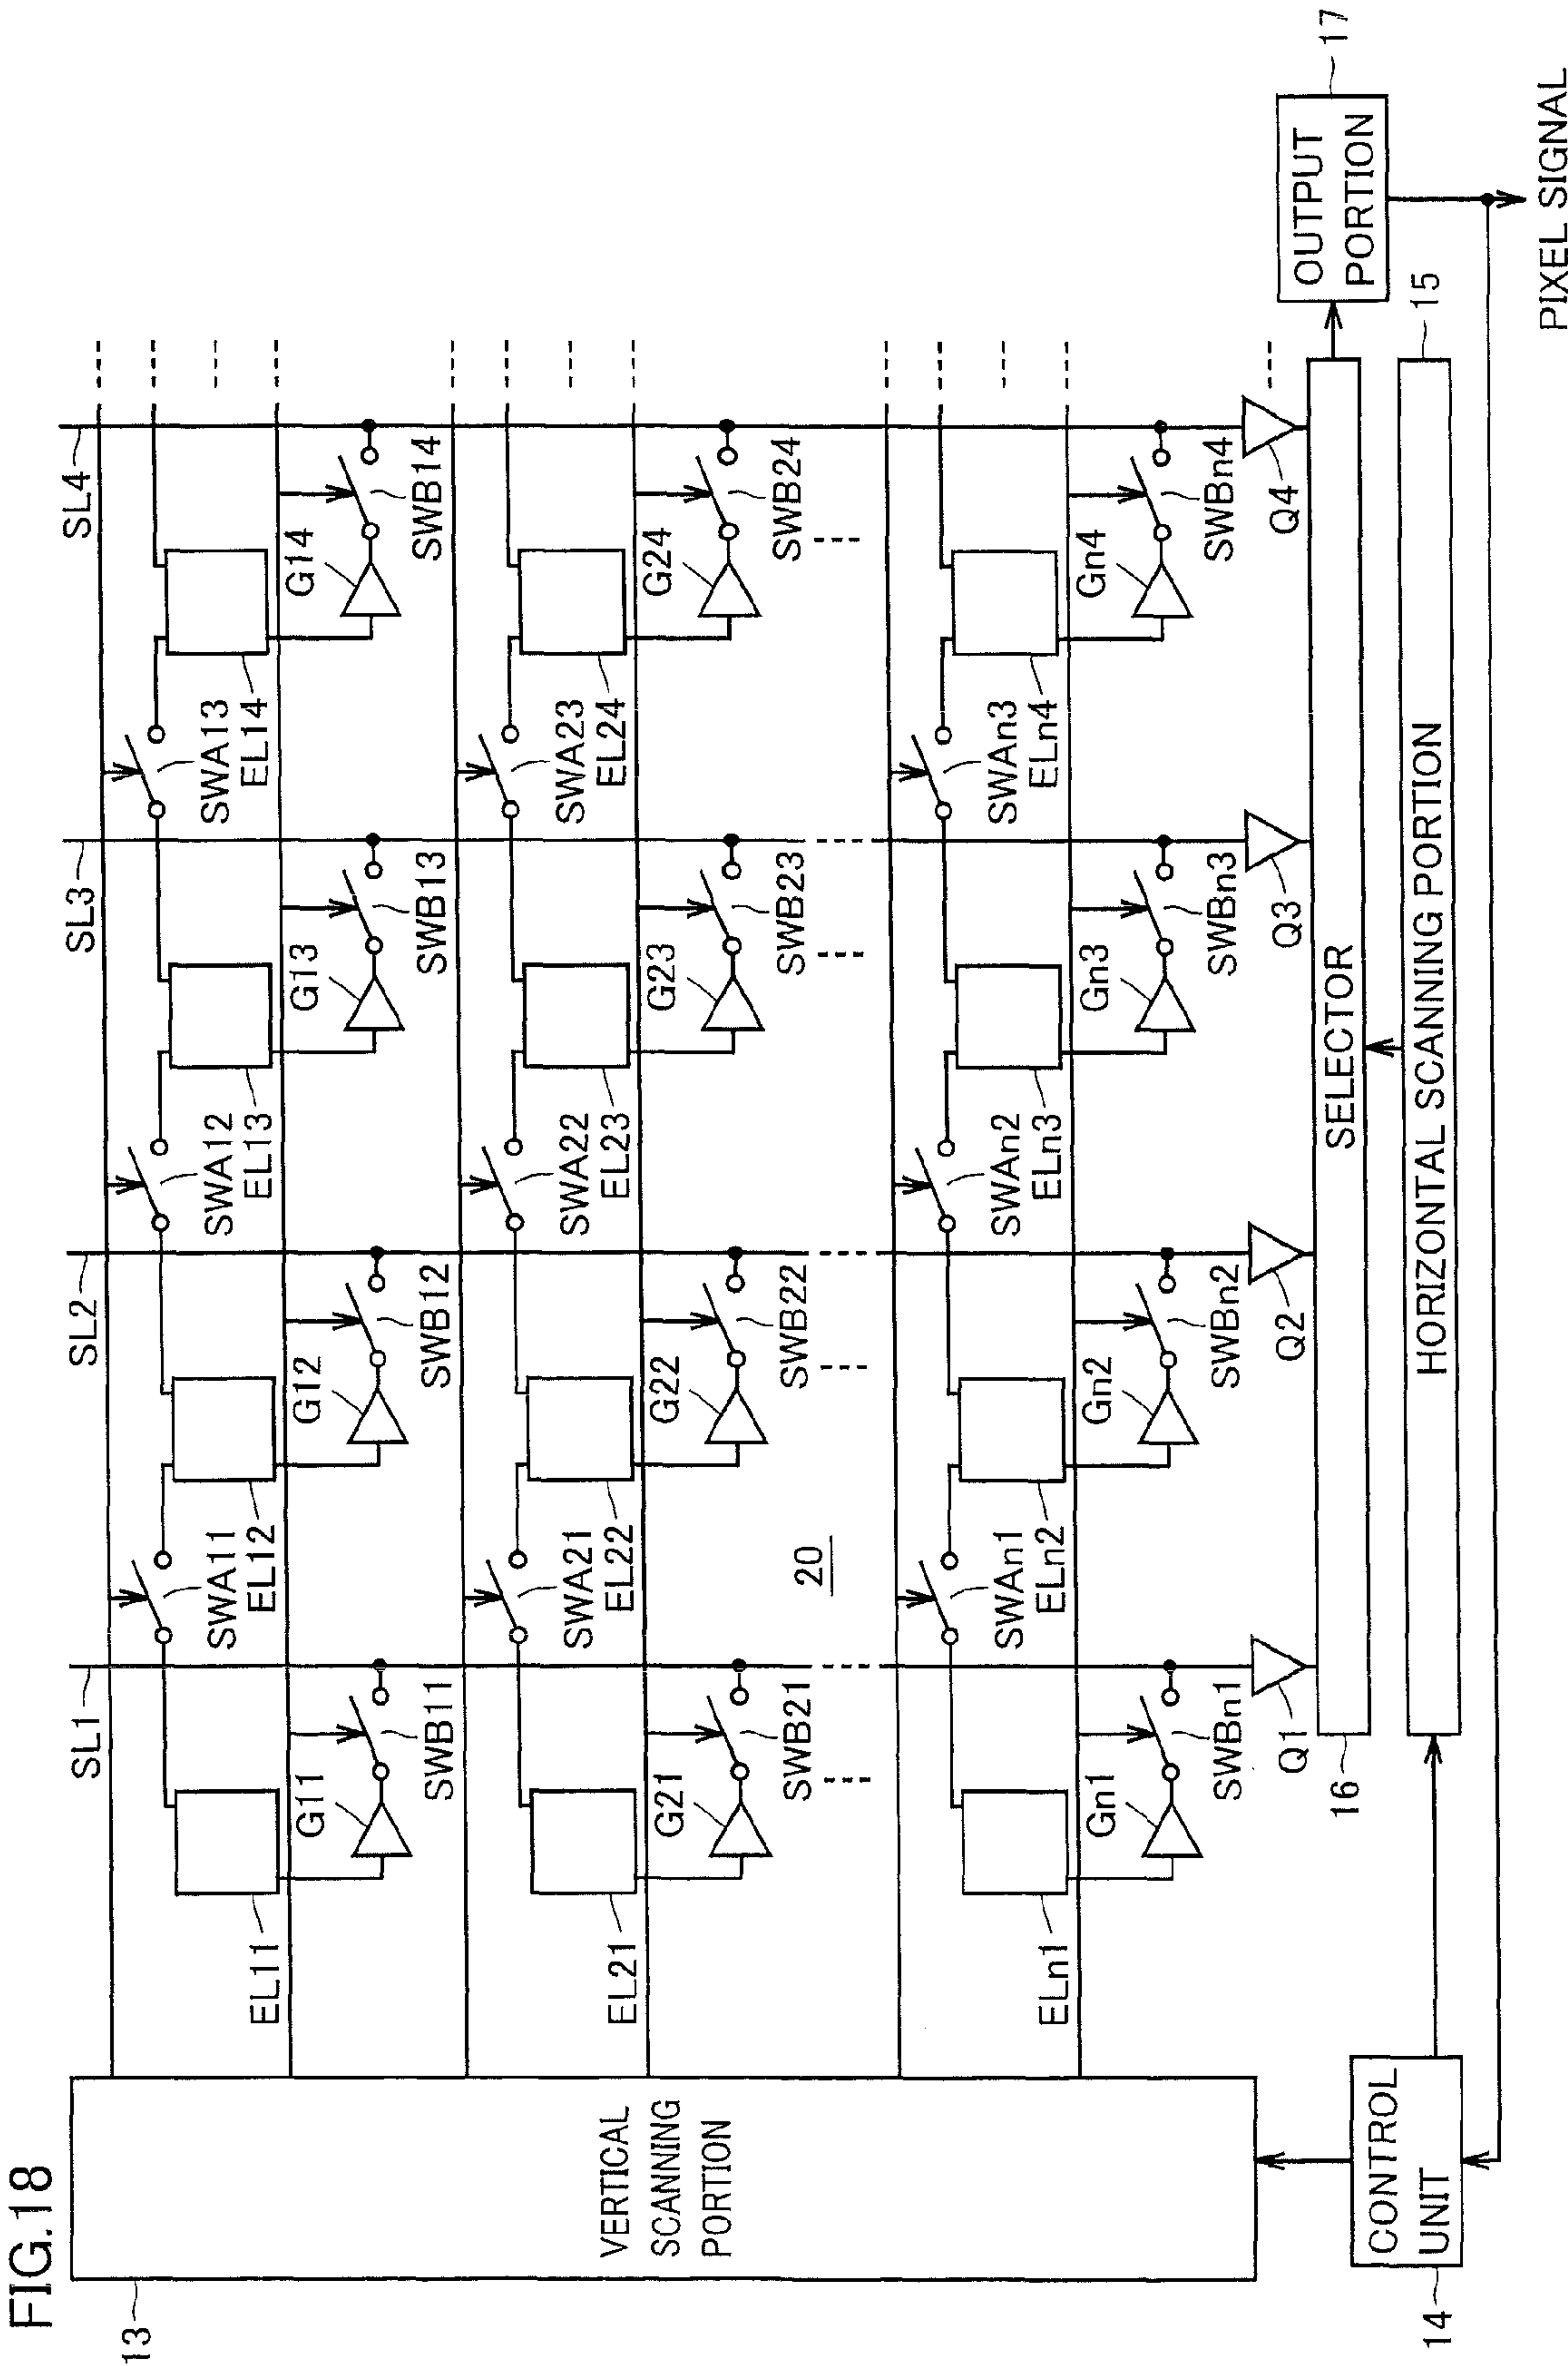 FIG.18
13
VERTICAL
SCANNING
PORTION
SL1
SL2
SL3
SL4
SWA11
SWA12
SWA13
EL11
EL12
EL13
EL14
G11
G12
G13
G14
SWB11
SWB12
SWB13
SWB14
SWA21
SWA22
SWA23
EL21
EL22
EL23
EL24
G21
G22
G23
G24
SWB21
SWB22
SWB23
SWB24
20
SWAn1
SWAn2
SWAn3
ELn1
ELn2
ELn3
ELn4
Gn1
Gn2
Gn3
Gn4
SWBn1
SWBn2
SWBn3
SWBn4
Q1
Q2
Q3
Q4
16
SELECTOR
OUTPUT
PORTION
17
14
CONTROL
UNIT
HORIZONTAL SCANNING PORTION
15
PIXEL SIGNAL